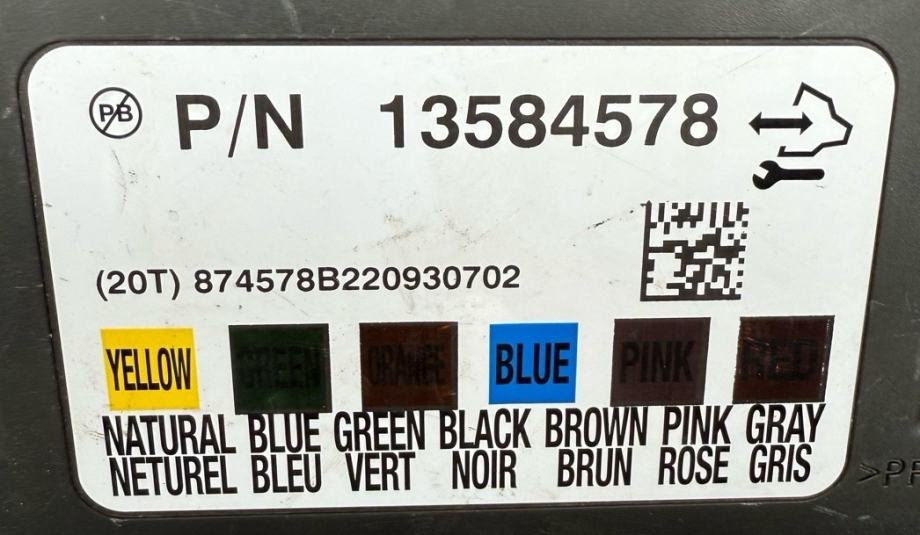 PB P/N 13584578
(20T) 874578B220930702
YELLOW GREEN ORANGE BLUE PINK RED
NATURAL BLUE GREEN BLACK BROWN PINK GRAY
NETUREL BLEU VERT NOIR BRUN ROSE GRIS